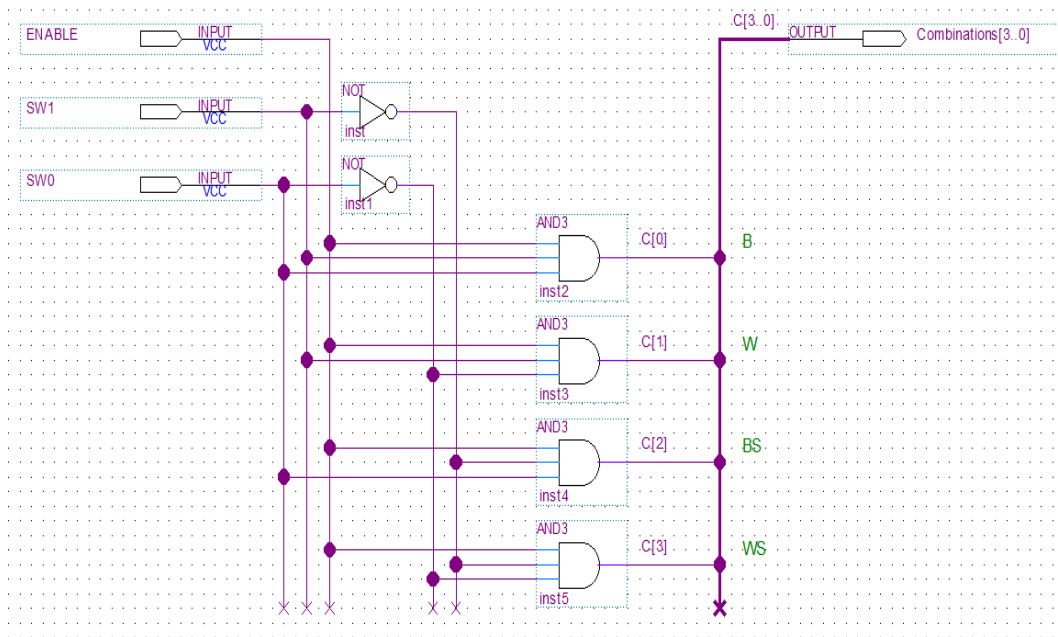 C[3..0]
ENABLE INPUT VCC OUTPUT Combinations[3..0]
SW1 INPUT VCC NOT inst
SW0 INPUT VCC NOT inst1
AND3 C[0] B
inst2
AND3 C[1] W
inst3
AND3 C[2] BS
inst4
AND3 C[3] WS
inst5